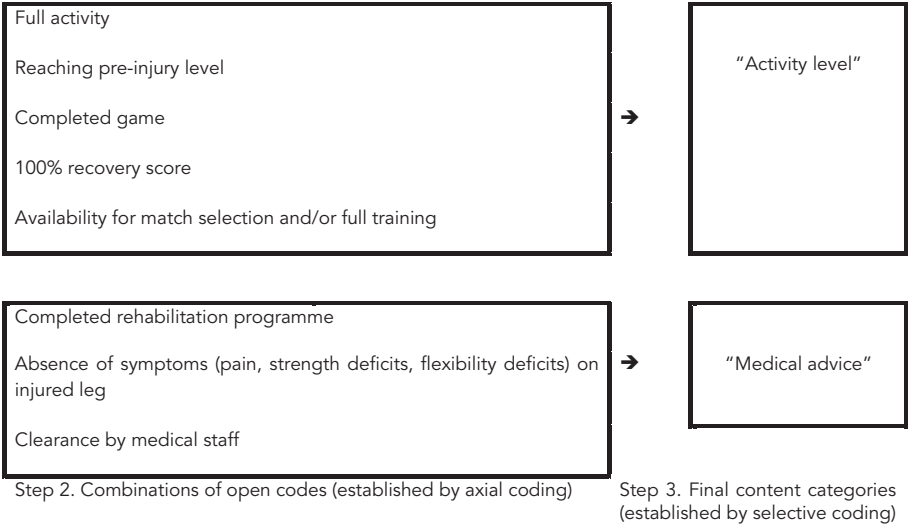 Full activity
Reaching pre-injury level
“Activity level”
Completed game
➔
100% recovery score
Availability for match selection and/or full training
Completed rehabilitation programme
Absence of symptoms (pain, strength deficits, flexibility deficits) on
injured leg
➔
“Medical advice”
Clearance by medical staff
Step 2. Combinations of open codes (established by axial coding)
Step 3. Final content categories
(established by selective coding)